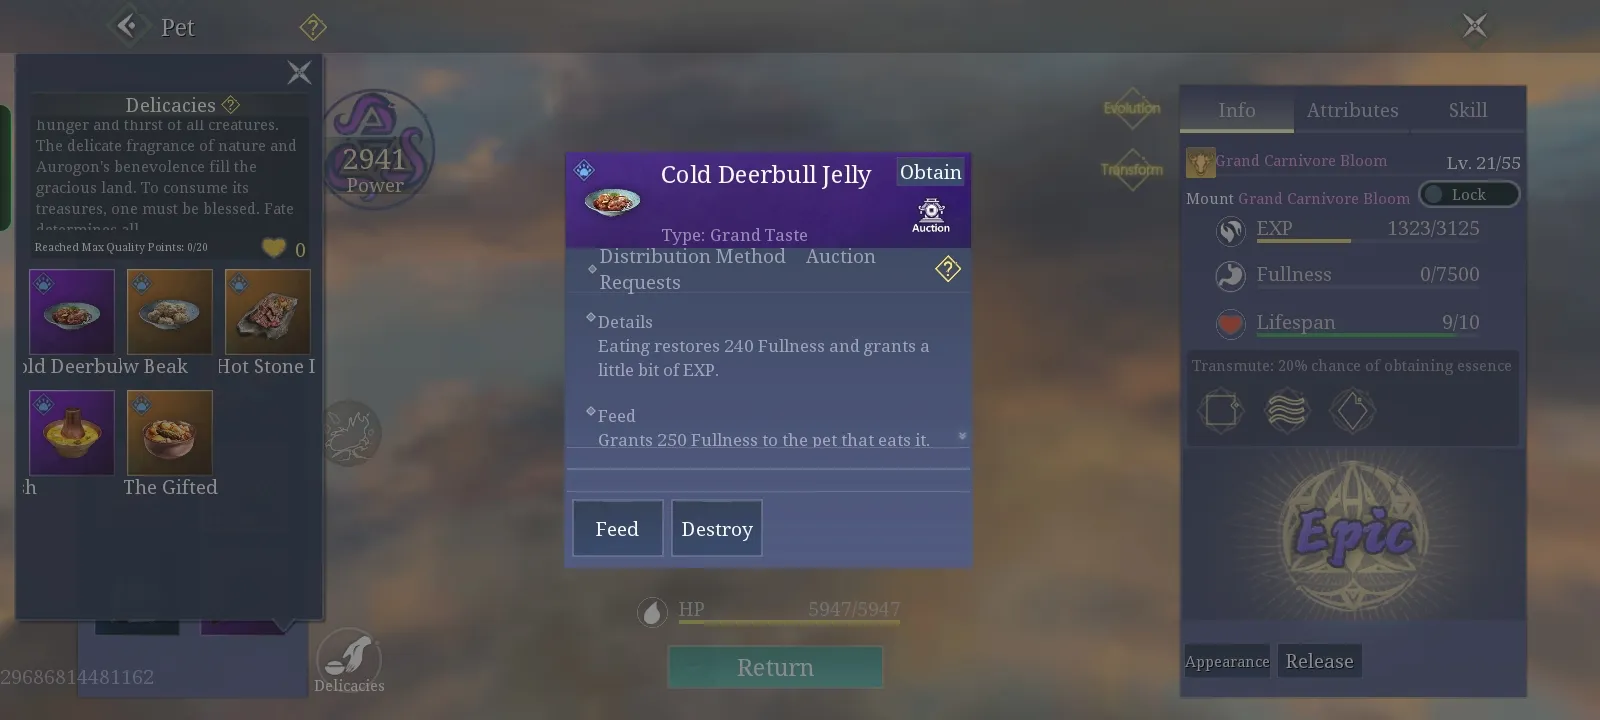 Pet
Delicacies
hunger and thirst of all creatures.
The delicate fragrance of nature and
Aurogon's benevolence fill the
gracious land. To consume its
treasures, one must be blessed. Fate
determines all
Reached Max Quality Points: 0/20
0
old Deerbul
w Beak
Hot Stone I
h
The Gifted
29686814481162
2941
Power
Delicacies
Cold Deerbull Jelly
Obtain
Auction
Type: Grand Taste
Distribution Method Auction
Requests
Details
Eating restores 240 Fullness and grants a
little bit of EXP.
Feed
Grants 250 Fullness to the pet that eats it.
Feed
Destroy
HP 5947/5947
Return
Evolution
Transform
Info
Attributes
Skill
Grand Carnivore Bloom
Lv. 21/55
Mount Grand Carnivore Bloom
Lock
EXP 1323/3125
Fullness 0/7500
Lifespan 9/10
Transmute: 20% chance of obtaining essence
Epic
Appearance
Release